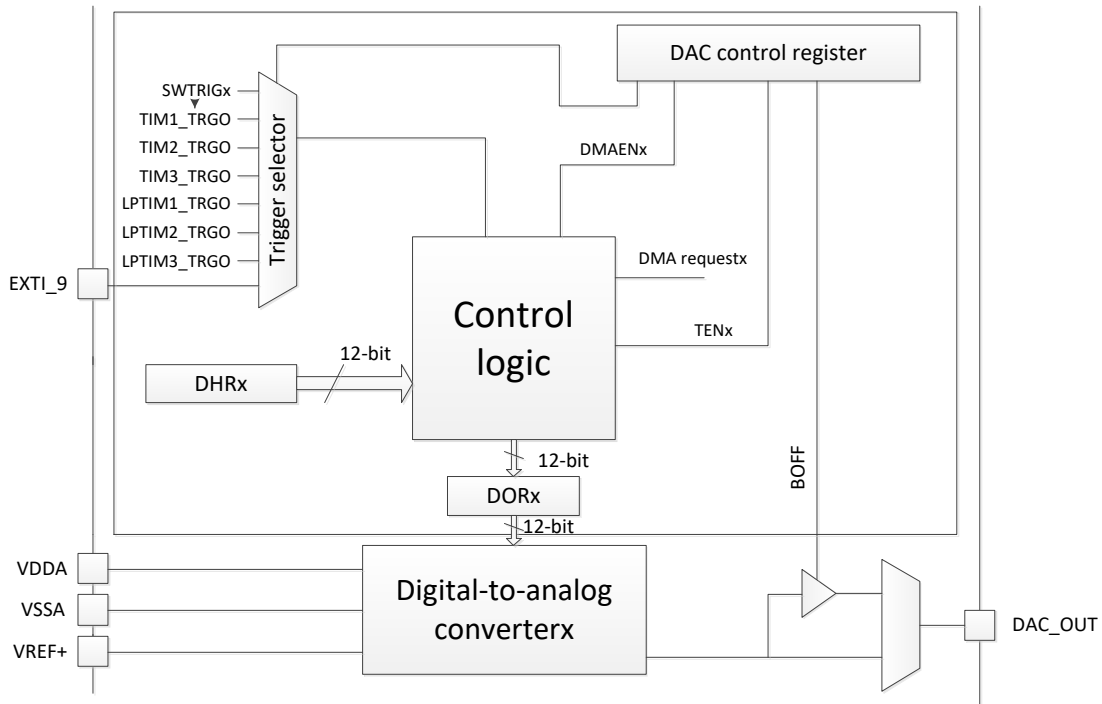 DAC control register
SWTRIGx
TIM1_TRGO
TIM2_TRGO
TIM3_TRGO
LPTIM1_TRGO
LPTIM2_TRGO
LPTIM3_TRGO
Trigger selector
DMAENx
EXTI_9
DMA requestx
Control
logic
TENx
12-bit
DHRx
BOFF
12-bit
DORx
12-bit
VDDA
VSSA
VREF+
Digital-to-analog
converterx
DAC_OUT